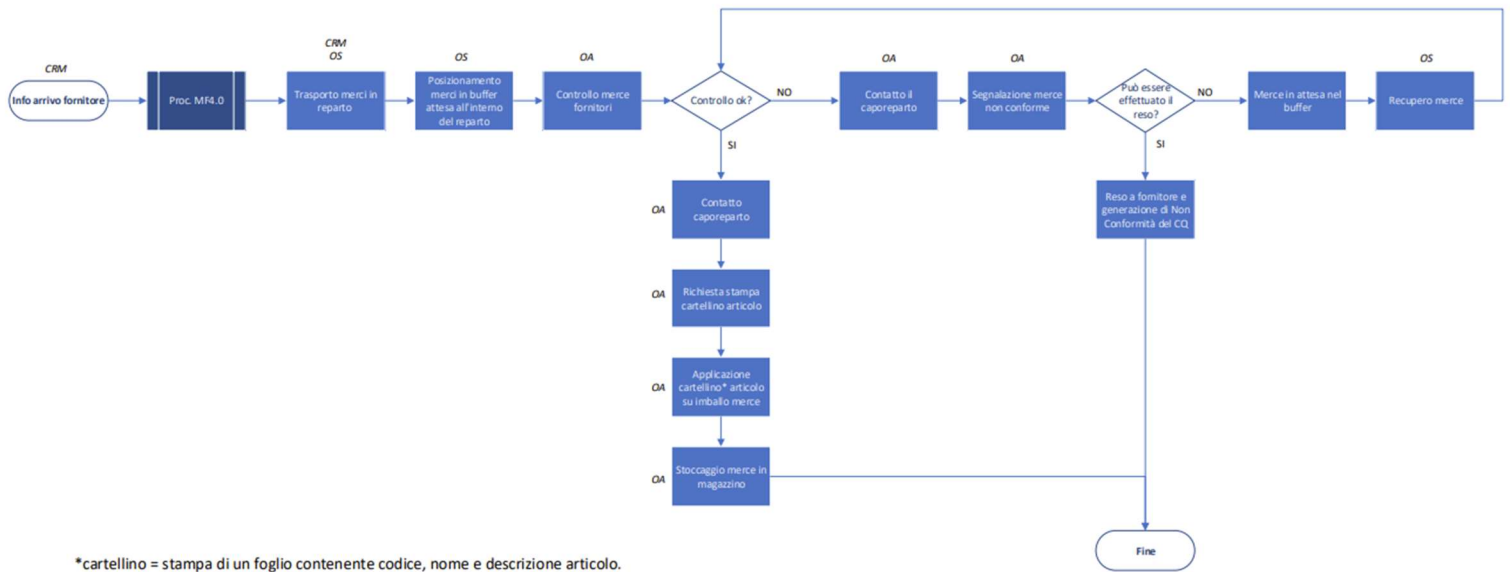 CRM
Info arrivo fornitore
Proc. MF4.0
CRM
OS
Trasporto merci in
reparto
OS
Posizionamento
merci in buffer
attesa all'interno
del reparto
OA
Controllo merce
fornitori
Controllo ok?
NO
OA
Contatto il
caporeparto
OA
Segnalazione merce
non conforme
Può essere
effettuato il
reso?
NO
Merce in attesa nel
buffer
OS
Recupero merce
SI
OA
Contatto
caporeparto
OA
Richiesta stampa
cartellino articolo
OA
Applicazione
cartellino* articolo
su imballo merce
OA
Stoccaggio merce in
magazzino
SI
Reso a fornitore e
generazione di Non
Conformità del CQ
Fine
*cartellino = stampa di un foglio contenente codice, nome e descrizione articolo.